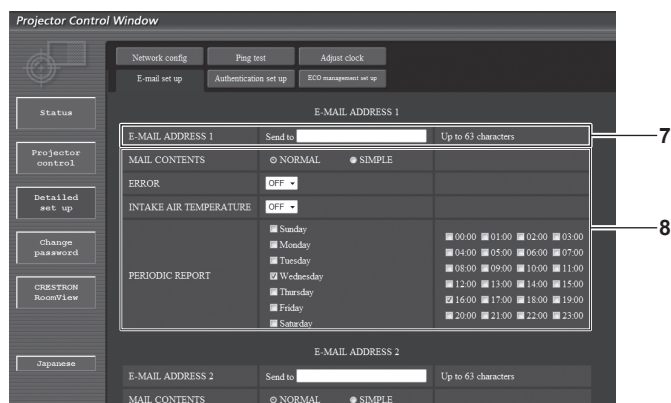 Projector Control Window
Network config Ping test Adjust clock
E-mail set up Authentication set up ECO management set up
Status
Projector control
Detailed set up
Change password
CRESTRON RoomView
Japanese
E-MAIL ADDRESS 1
E-MAIL ADDRESS 1 Send to Up to 63 characters 7
MAIL CONTENTS NORMAL SIMPLE
ERROR OFF
INTAKE AIR TEMPERATURE OFF 8
PERIODIC REPORT
Sunday
Monday
Tuesday
Wednesday
Thursday
Friday
Saturday
00:00 01:00 02:00 03:00
04:00 05:00 06:00 07:00
08:00 09:00 10:00 11:00
12:00 13:00 14:00 15:00
16:00 17:00 18:00 19:00
20:00 21:00 22:00 23:00
E-MAIL ADDRESS 2
E-MAIL ADDRESS 2 Send to Up to 63 characters
MAIL CONTENTS NORMAL SIMPLE